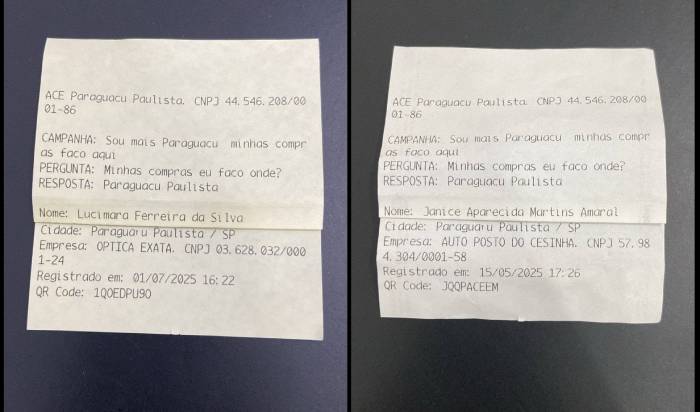 ACE Paraguacu Paulista. CNPJ 44.546.208/00
01-86
CAMPANHA: Sou mais Paraguacu minhas compr
as faco aqui
PERGUNTA: Minhas compras eu faco onde?
RESPOSTA: Paraguacu Paulista
Nome: Lucimara Ferreira da Silva
Cidade: Paraguaru Paulista / SP
Empresa: OPTICA EXATA. CNPJ 03.628.032/000
1-24
Registrado em: 01/07/2025 16:22
QR Code: 1QOEDPU9O
ACE Paraguacu Paulista. CNPJ 44.546.208/00
01-86
CAMPANHA: Sou mais Paraguacu minhas compr
as faco aqui
PERGUNTA: Minhas compras eu faco onde?
RESPOSTA: Paraguacu Paulista
Nome: Janice Aparecida Martins Amaral
Cidade: Paraguaru Paulista / SP
Empresa: AUTO POSTO DO CESINHA. CNPJ 57.98
4.304/0001-58
Registrado em: 15/05/2025 17:26
QR Code: JQQPACEEM